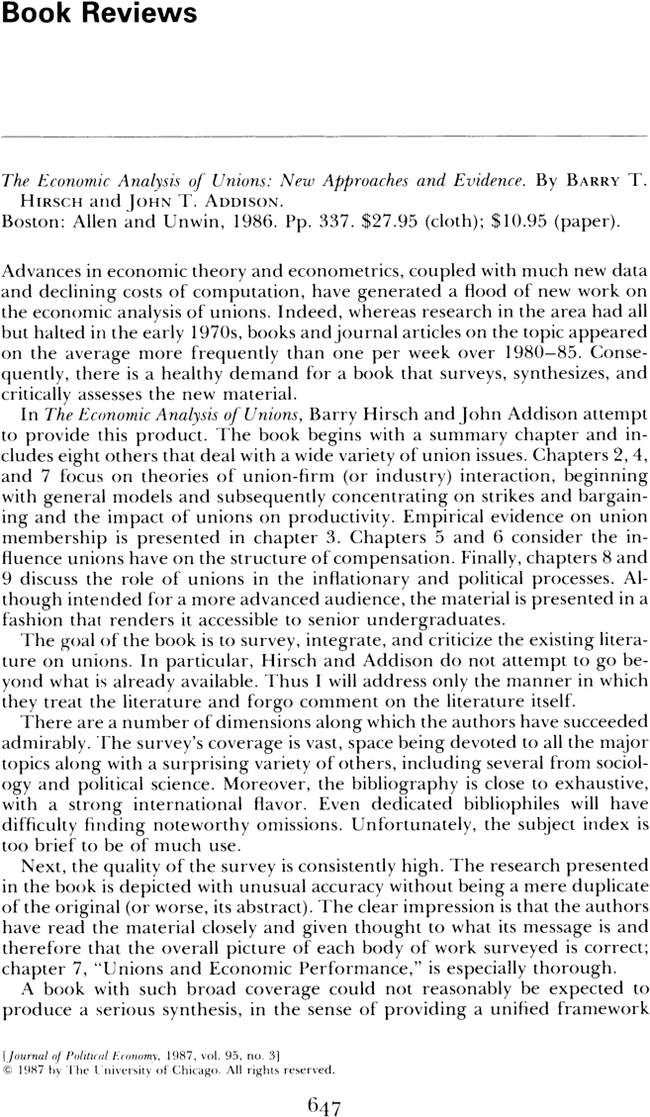 Book Reviews
The Economic Analysis of Unions: New Approaches and Evidence. By BARRY T.
HIRSCH and JOHN T. ADDISON.
Boston: Allen and Unwin, 1986. Pp. 337. $27.95 (cloth); $10.95 (paper).
Advances in economic theory and econometrics, coupled with much new data
and declining costs of computation, have generated a flood of new work on
the economic analysis of unions. Indeed, whereas research in the area had all
but halted in the early 1970s, books and journal articles on the topic appeared
on the average more frequently than one per week over 1980–85. Conse-
quently, there is a healthy demand for a book that surveys, synthesizes, and
critically assesses the new material.
In The Economic Analysis of Unions, Barry Hirsch and John Addison attempt
to provide this product. The book begins with a summary chapter and in-
cludes eight others that deal with a wide variety of union issues. Chapters 2, 4,
and 7 focus on theories of union-firm (or industry) interaction, beginning
with general models and subsequently concentrating on strikes and bargain-
ing and the impact of unions on productivity. Empirical evidence on union
membership is presented in chapter 3. Chapters 5 and 6 consider the in-
fluence unions have on the structure of compensation. Finally, chapters 8 and
9 discuss the role of unions in the inflationary and political processes. Al-
though intended for a more advanced audience, the material is presented in a
fashion that renders it accessible to senior undergraduates.
The goal of the book is to survey, integrate, and criticize the existing litera-
ture on unions. In particular, Hirsch and Addison do not attempt to go be-
yond what is already available. Thus I will address only the manner in which
they treat the literature and forgo comment on the literature itself.
There are a number of dimensions along which the authors have succeeded
admirably. The survey's coverage is vast, space being devoted to all the major
topics along with a surprising variety of others, including several from sociol-
ogy and political science. Moreover, the bibliography is close to exhaustive,
with a strong international flavor. Even dedicated bibliophiles will have
difficulty finding noteworthy omissions. Unfortunately, the subject index is
too brief to be of much use.
Next, the quality of the survey is consistently high. The research presented
in the book is depicted with unusual accuracy without being a mere duplicate
of the original (or worse, its abstract). The clear impression is that the authors
have read the material closely and given thought to what its message is and
therefore that the overall picture of each body of work surveyed is correct;
chapter 7, "Unions and Economic Performance," is especially thorough.
A book with such broad coverage could not reasonably be expected to
produce a serious synthesis, in the sense of providing a unified framework
[Journal of Political Economy, 1987, vol. 95, no. 3]
© 1987 by The University of Chicago. All rights reserved.
647